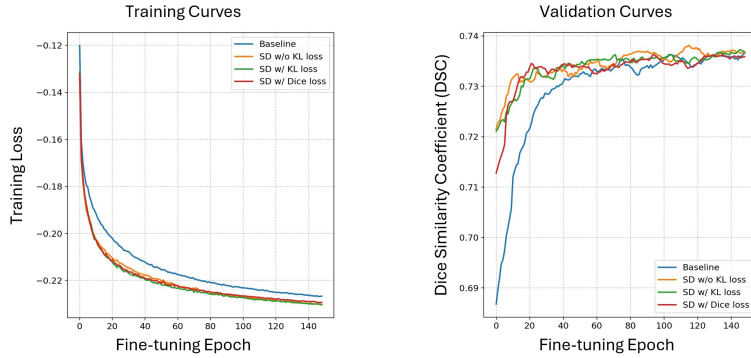 Training Curves
Training Loss
−0.12
−0.14
−0.16
−0.18
−0.20
−0.22
0 20 40 60 80 100 120 140
Fine-tuning Epoch
Baseline
SD w/o KL loss
SD w/ KL loss
SD w/ Dice loss
Validation Curves
Dice Similarity Coefficient (DSC)
0.74
0.73
0.72
0.71
0.70
0.69
0 20 40 60 80 100 120 140
Fine-tuning Epoch
Baseline
SD w/o KL loss
SD w/ KL loss
SD w/ Dice loss